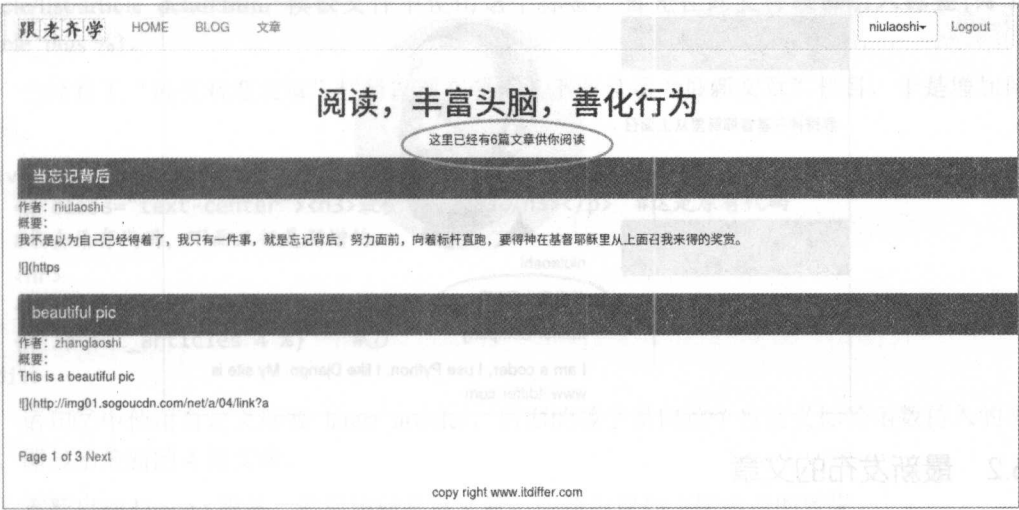 跟老齐学 HOME BLOG 文章 niulaoshi Logout
阅读，丰富头脑，善化行为
这里已经有6篇文章供你阅读
当忘记背后
作者：niulaoshi
概要：
我不是以为自己已经得着了，我只有一件事，就是忘记背后，努力面前，向着标杆直跑，要得神在基督耶稣里从上面召我来得的奖赏。
![](https
beautiful pic
作者：zhanglaoshi
概要：
This is a beautiful pic
![](http://img01.sogoucdn.com/net/a/04/link?a
Page 1 of 3 Next
copy right www.itdiffer.com